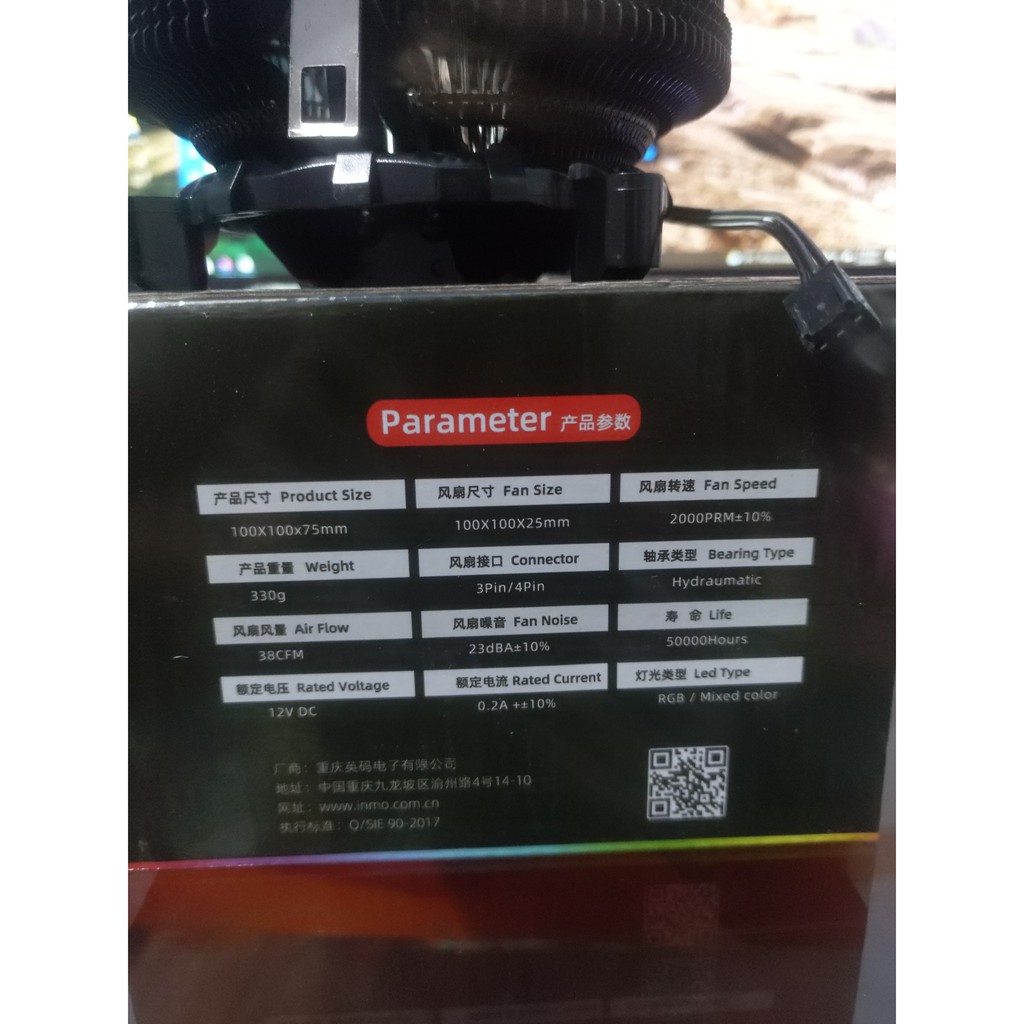 Parameter 产品参数
产品尺寸 Product Size 风扇尺寸 Fan Size 风扇转速 Fan Speed
100X100x75mm 100X100X25mm 2000PRM±10%
产品重量 Weight 风扇接口 Connector 轴承类型 Bearing Type
330g 3Pin/4Pin Hydraumatic
风扇风量 Air Flow 风扇噪音 Fan Noise 寿 命 Life
38CFM 23dBA±10% 50000Hours
额定电压 Rated Voltage 额定电流 Rated Current 灯光类型 Led Type
12V DC 0.2A +±10% RGB / Mixed color
厂商：重庆英码电子有限公司
地址：中国重庆九龙坡区渝州路4号14-10
网址：www.inmo.com.cn
执行标准：Q/SIE 90-2017